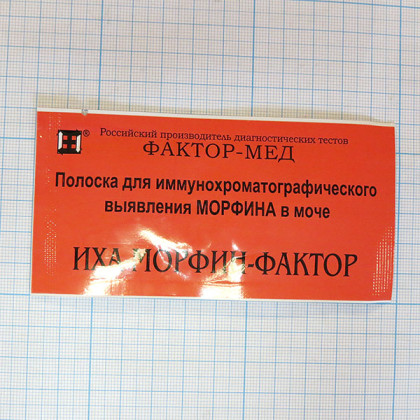 ® Российский производитель диагностических тестов
ФАКТОР-МЕД
Полоска для иммунохроматографического
выявления МОРФИНА в моче
ИХА МОРФИН-ФАКТОР